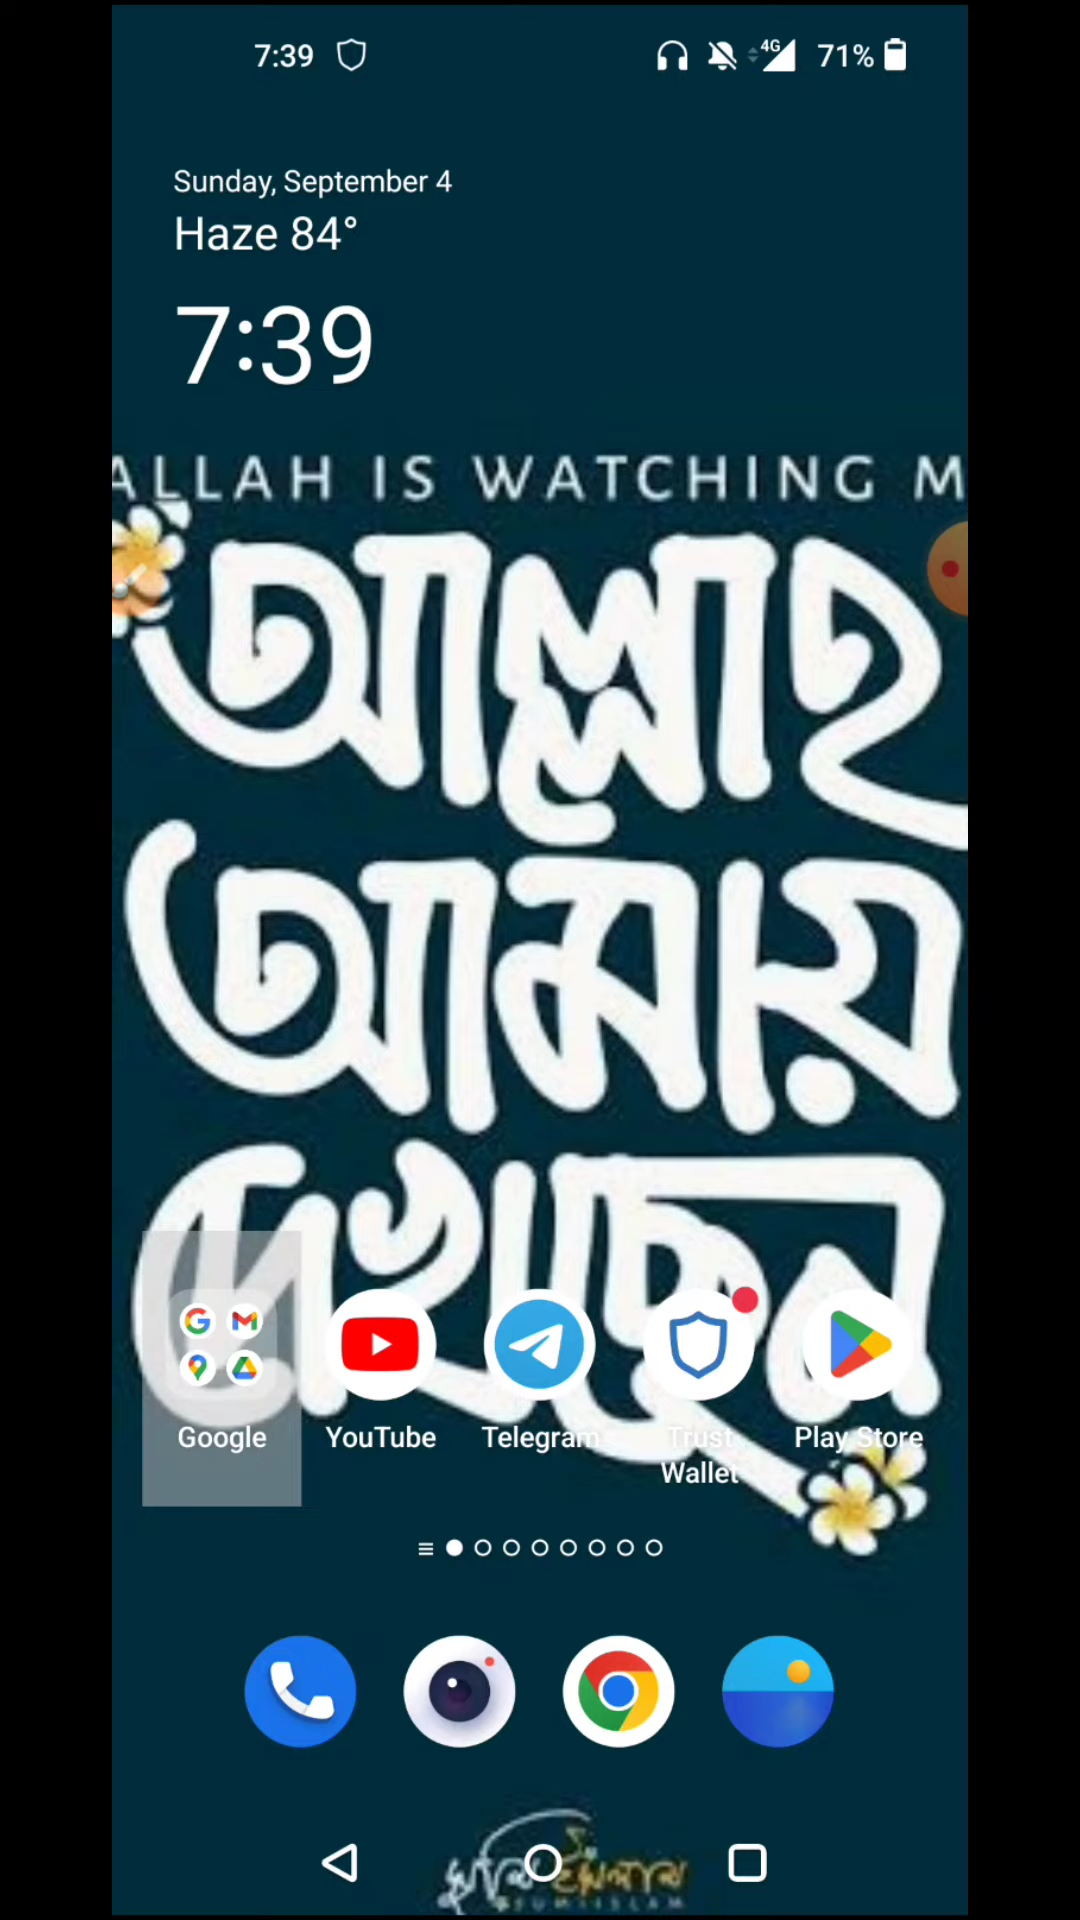 7:39 4G 71%
Sunday, September 4
Haze 84°
7:39
ALLAH IS WATCHING M
আল্লাহ
আমায়
দেখছেন
Google YouTube Telegram Trust Wallet Play Store